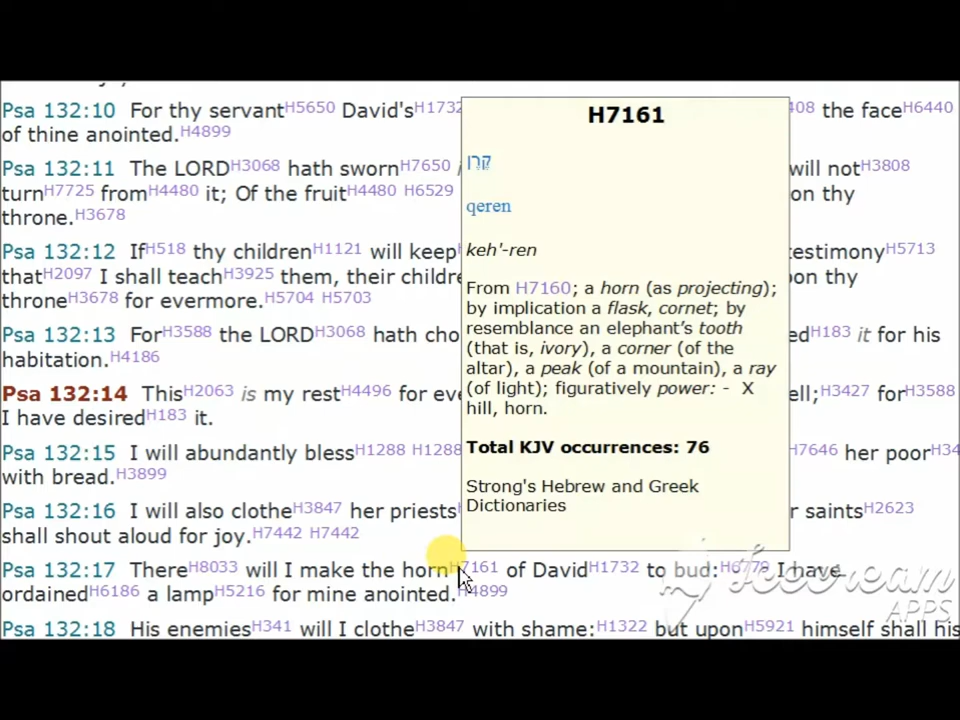 Psa 132:10 For thy servantH5650 David'sH1732 408 the faceH6440
of thine anointed.H4899
Psa 132:11 The LORDH3068 hath swornH7650 will notH3808
turnH7725 fromH4480 it; Of the fruitH4480 H6529 on thy
throne.H3678
Psa 132:12 IfH518 thy childrenH1121 will keep testimonyH5713
thatH2097 I shall teachH3925 them, their childre on thy
throneH3678 for evermore.H5704 H5703
Psa 132:13 ForH3588 the LORDH3068 hath cho edH183 it for his
habitation.H4186
Psa 132:14 ThisH2063 is my restH4496 for eve ell;H3427 forH3588
I have desiredH183 it.
Psa 132:15 I will abundantly blessH1288 H1288 H7646 her poorH34
with bread.H3899
Psa 132:16 I will also clotheH3847 her priests r saintsH2623
shall shout aloud for joy.H7442 H7442
Psa 132:17 ThereH8033 will I make the hornH7161 of DavidH1732 to bud:H6779 I have
ordainedH6186 a lampH5216 for mine anointed.H4899
Psa 132:18 His enemiesH341 will I clotheH3847 with shame:H1322 but uponH5921 himself shall his
H7161
קרן
qeren
keh'-ren
From H7160; a horn (as projecting);
by implication a flask, cornet; by
resemblance an elephant's tooth
(that is, ivory), a corner (of the
altar), a peak (of a mountain), a ray
(of light); figuratively power: - X
hill, horn.
Total KJV occurrences: 76
Strong's Hebrew and Greek
Dictionaries
Icecream
APPS